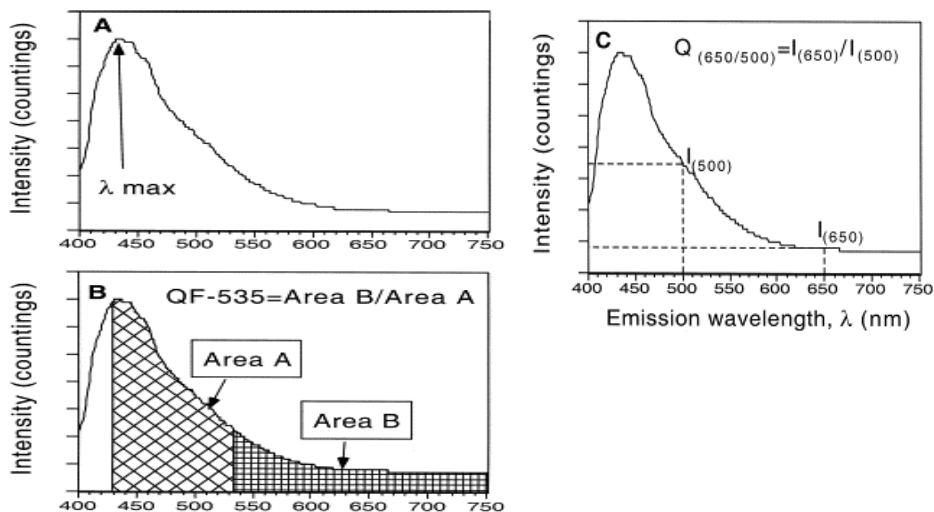 A
Intensity (countings)
λ max
400 450 500 550 600 650 700 750
B
QF-535=Area B/Area A
Intensity (countings)
Area A
Area B
400 450 500 550 600 650 700 750
C
Q (650/500)=I(650)/I(500)
Intensity (countings)
I(500)
I(650)
400 450 500 550 600 650 700 750
Emission wavelength, λ (nm)